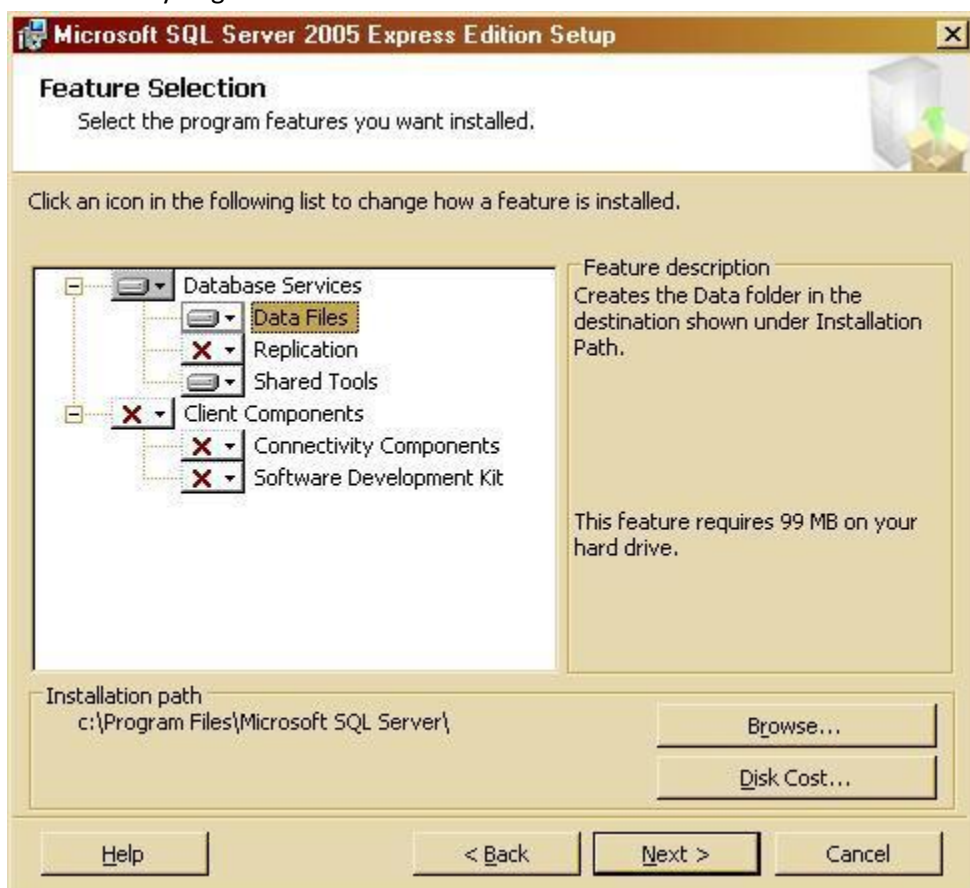 Microsoft SQL Server 2005 Express Edition Setup
Feature Selection
Select the program features you want installed.
Click an icon in the following list to change how a feature is installed.
Database Services
Data Files
Replication
Shared Tools
Client Components
Connectivity Components
Software Development Kit
Feature description
Creates the Data folder in the
destination shown under Installation
Path.
This feature requires 99 MB on your
hard drive.
Installation path
c:\Program Files\Microsoft SQL Server\
Browse...
Disk Cost...
Help
< Back
Next >
Cancel